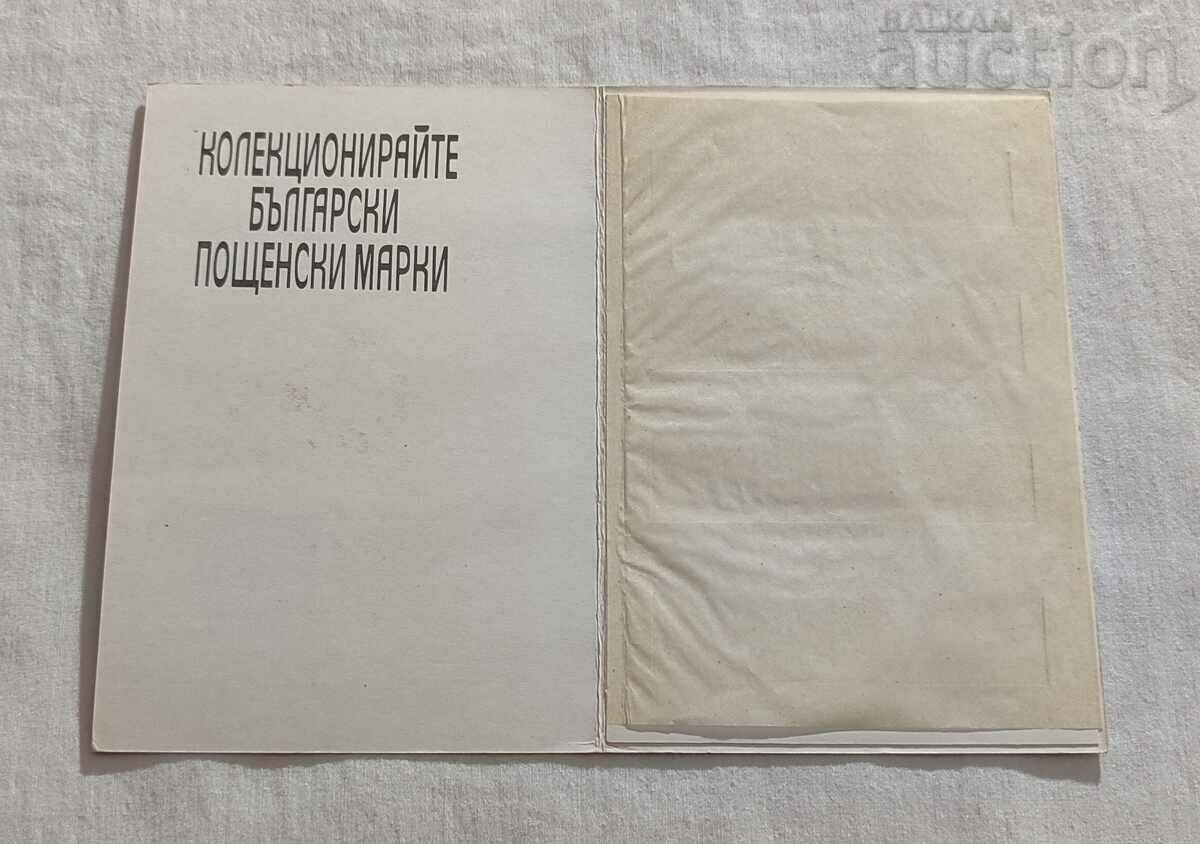 BALKAN
auction
КОЛЕКЦИОНИРАЙТЕ
БЪЛГАРСКИ
ПОЩЕНСКИ МАРКИ